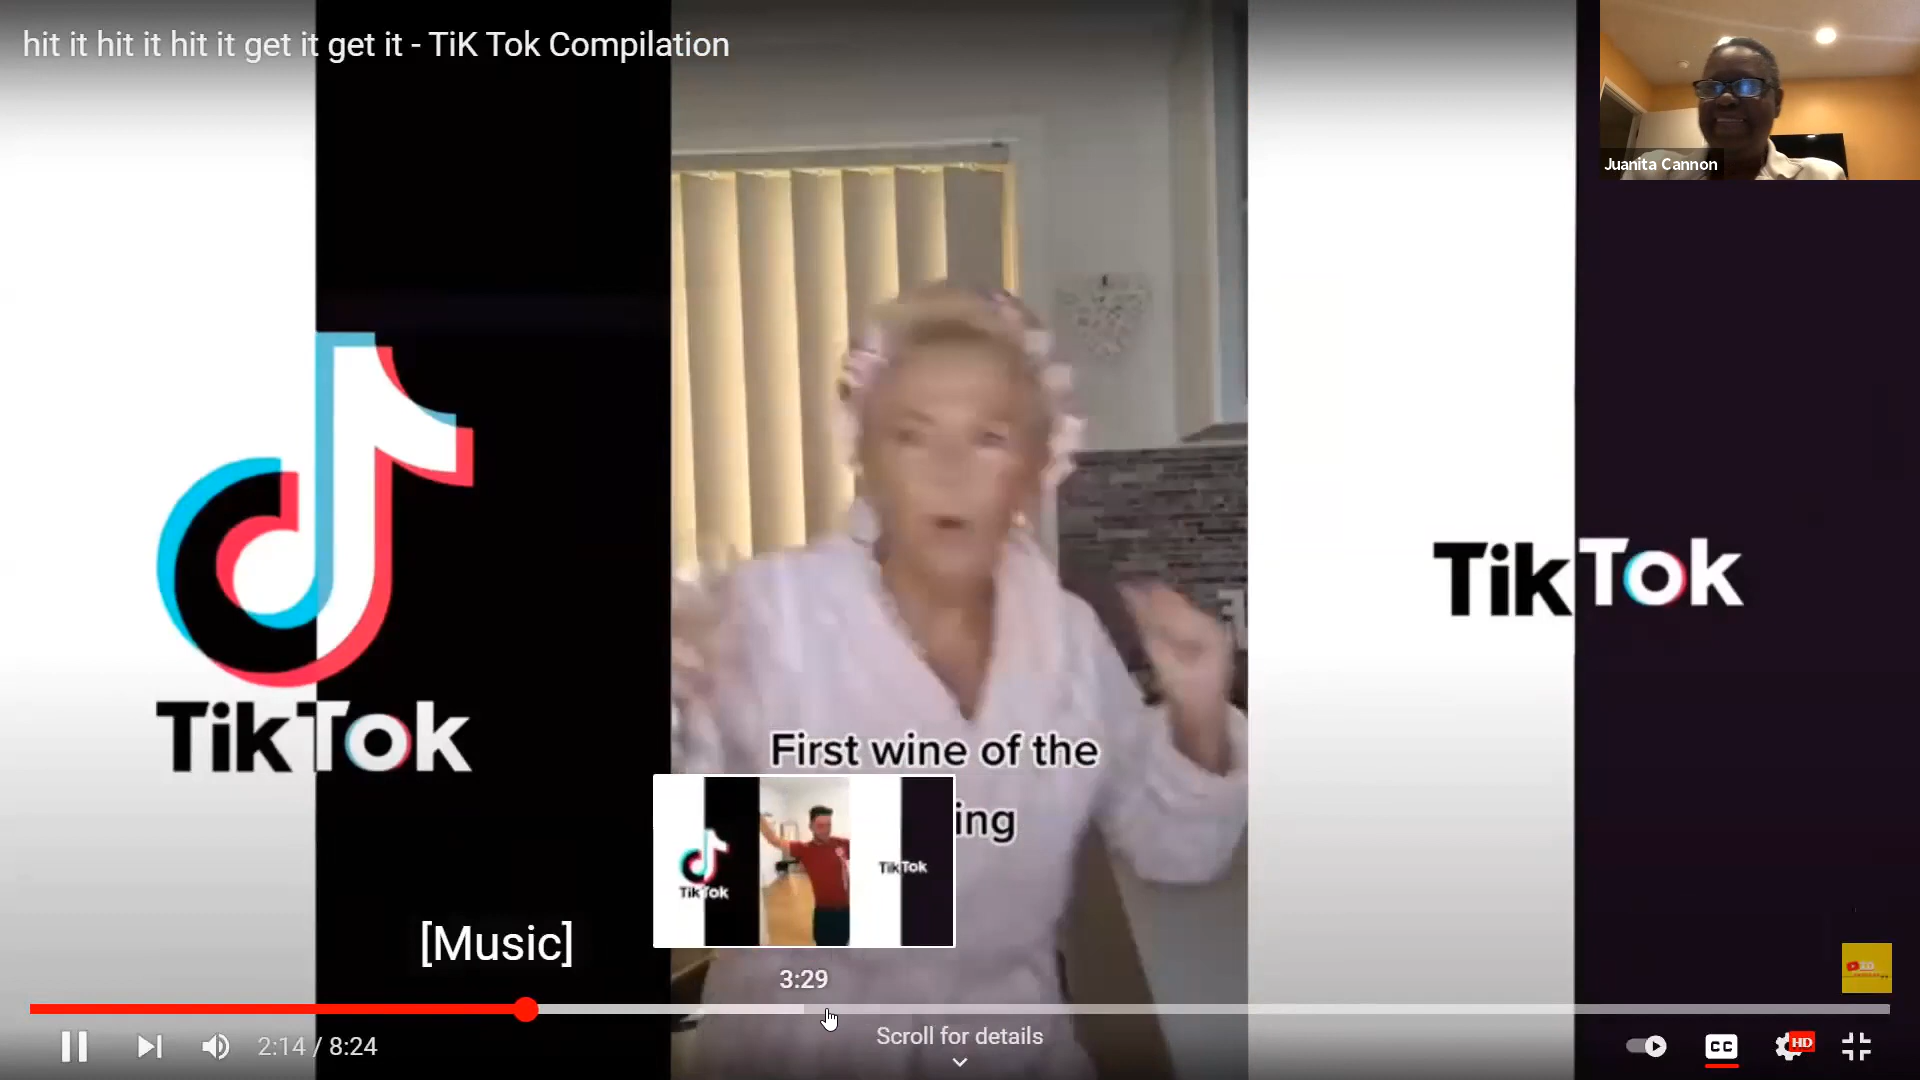 hit it hit it hit it get it get it - TiK Tok Compilation
Juanita Cannon
TikTok
TikTok
First wine of the
ing
TikTok
TikTok
[Music]
3:29
2:14 / 8:24
Scroll for details
CC
HD